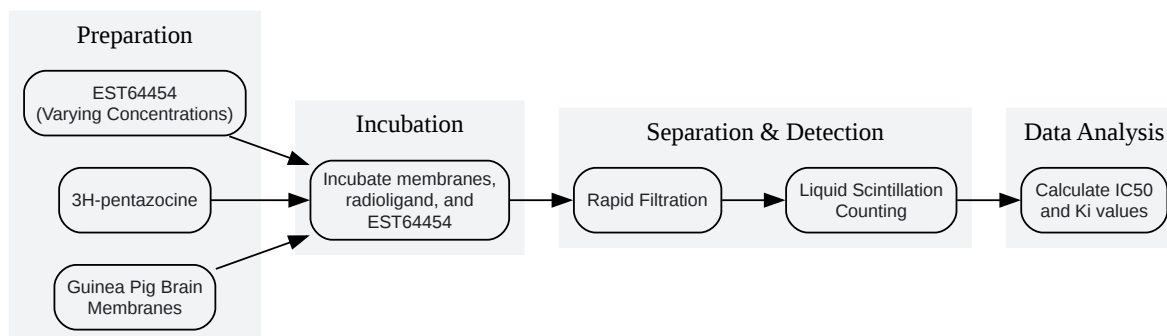 Preparation
EST64454
(Varying Concentrations)
3H-pentazocine
Guinea Pig Brain
Membranes
Incubation
Incubate membranes,
radioligand, and
EST64454
Separation & Detection
Rapid Filtration
Liquid Scintillation
Counting
Data Analysis
Calculate IC50
and Ki values